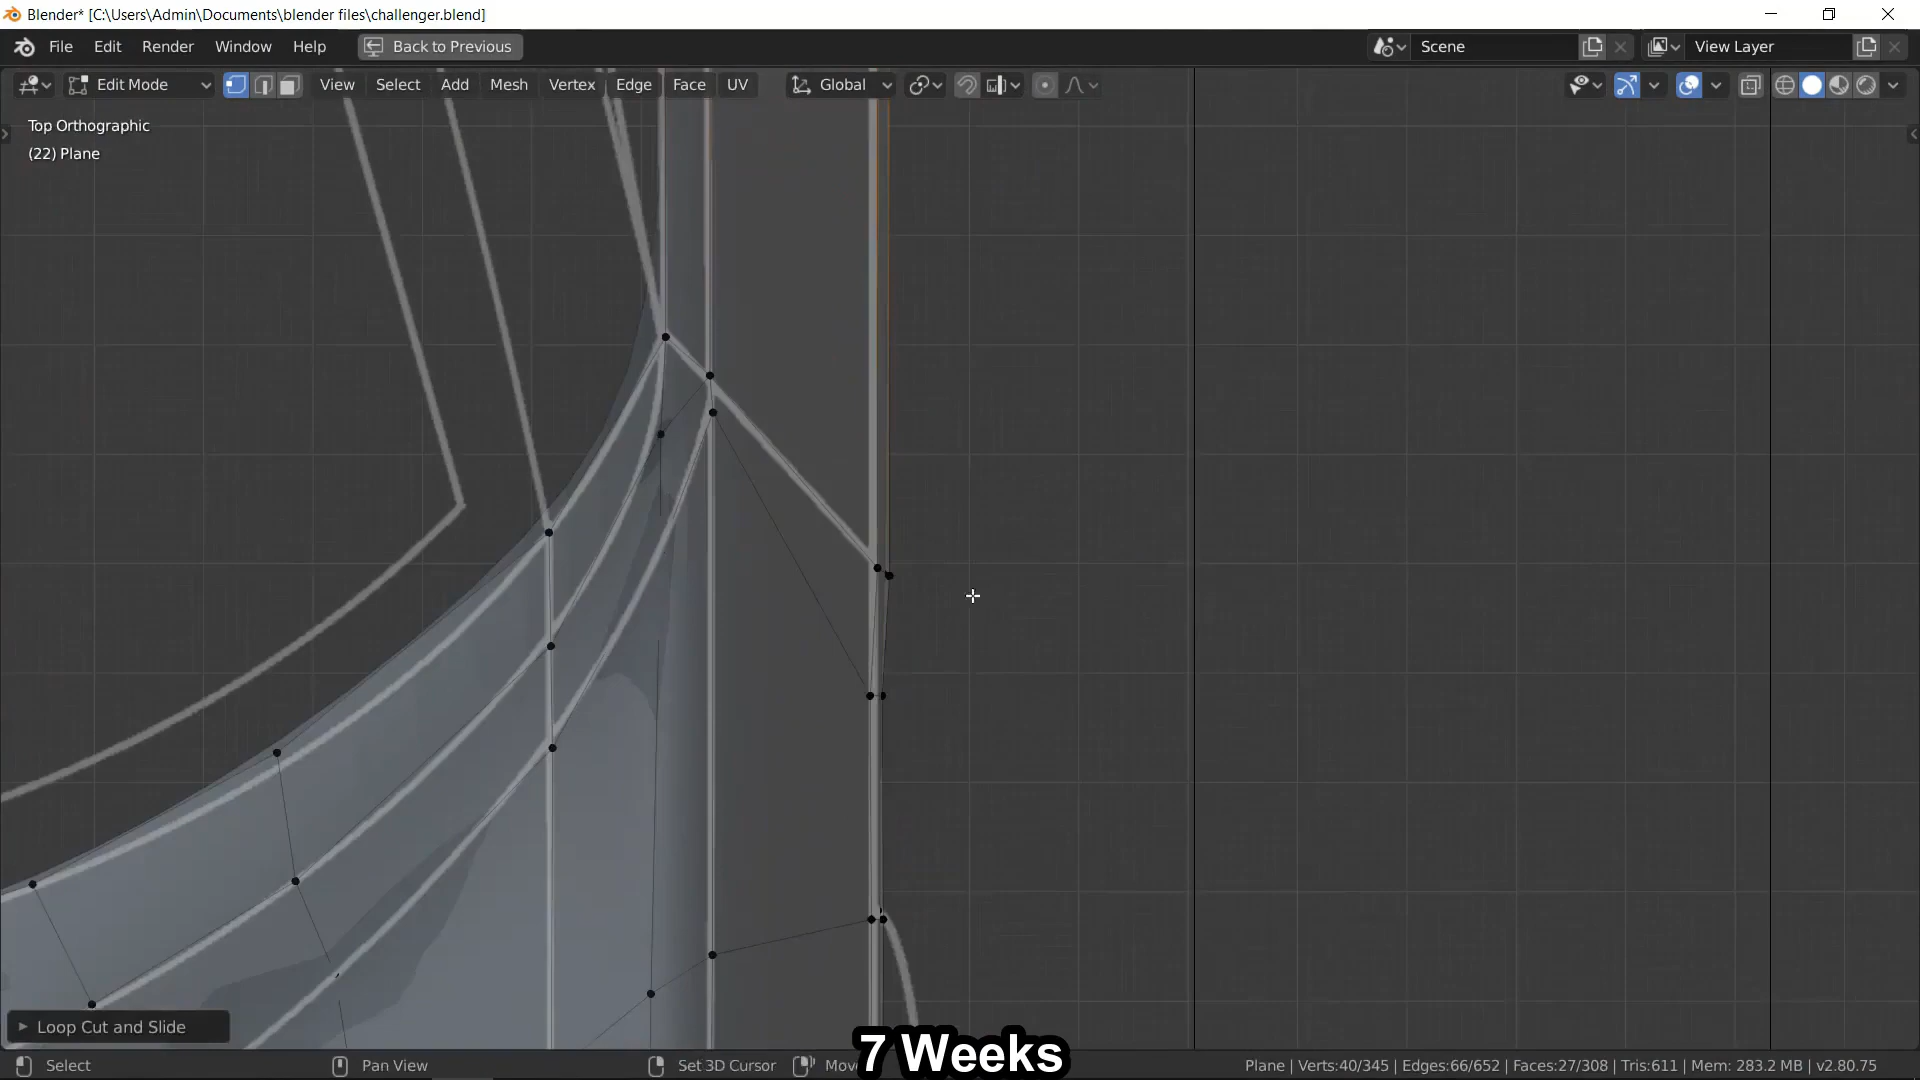 Blender* [C:\Users\Admin\Documents\blender files\challenger.blend]
File Edit Render Window Help Back to Previous Scene View Layer
Edit Mode View Select Add Mesh Vertex Edge Face UV Global
Top Orthographic
(22) Plane
Loop Cut and Slide
7 Weeks
Select Pan View Set 3D Cursor Mov Plane | Verts:40/345 | Edges:66/652 | Faces:27/308 | Tris:611 | Mem: 283.2 MB | v2.80.75